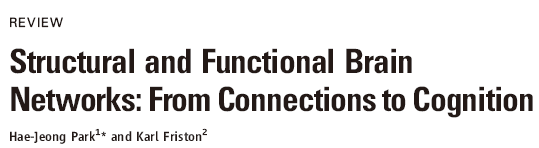 REVIEW
Structural and Functional Brain
Networks: From Connections to Cognition
Hae-Jeong Park1* and Karl Friston2